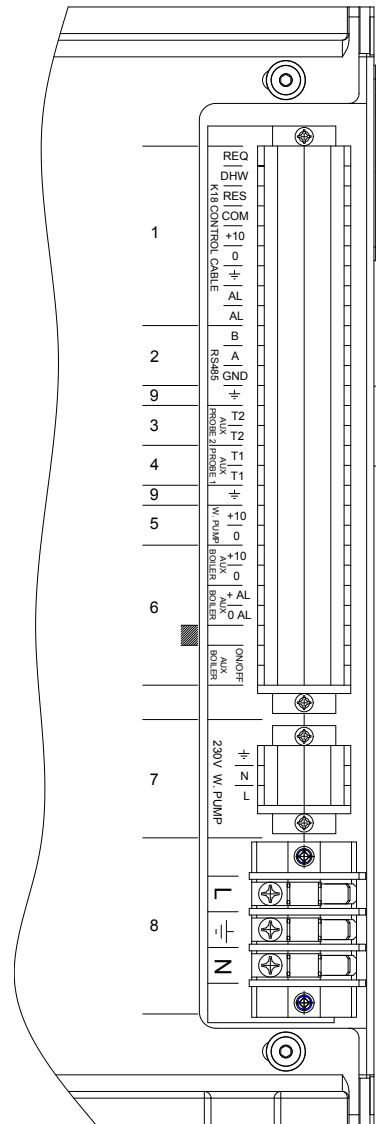 1
K18 CONTROL CABLE
REQ
DHW
RES
COM
+10
0
⏚
AL
AL
2
RS485
B
A
GND
9
⏚
3
AUX
PROBE 2
T2
T2
4
AUX
PROBE 1
T1
T1
9
⏚
5
W. PUMP
+10
0
6
AUX
BOILER
+10
0
AUX
BOILER
+ AL
0 AL
ON/OFF
AUX
BOILER
7
230V W. PUMP
⏚
N
L
8
L
⏚
N